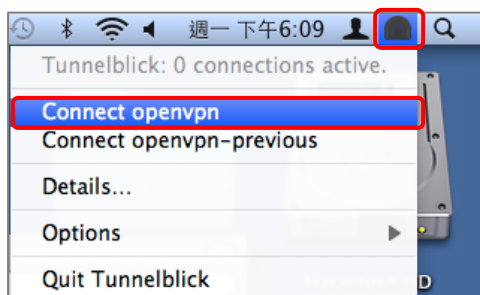 週一 下午6:09
Tunnelblick: 0 connections active.
Connect openvpn
Connect openvpn-previous
Details...
Options
Quit Tunnelblick
D